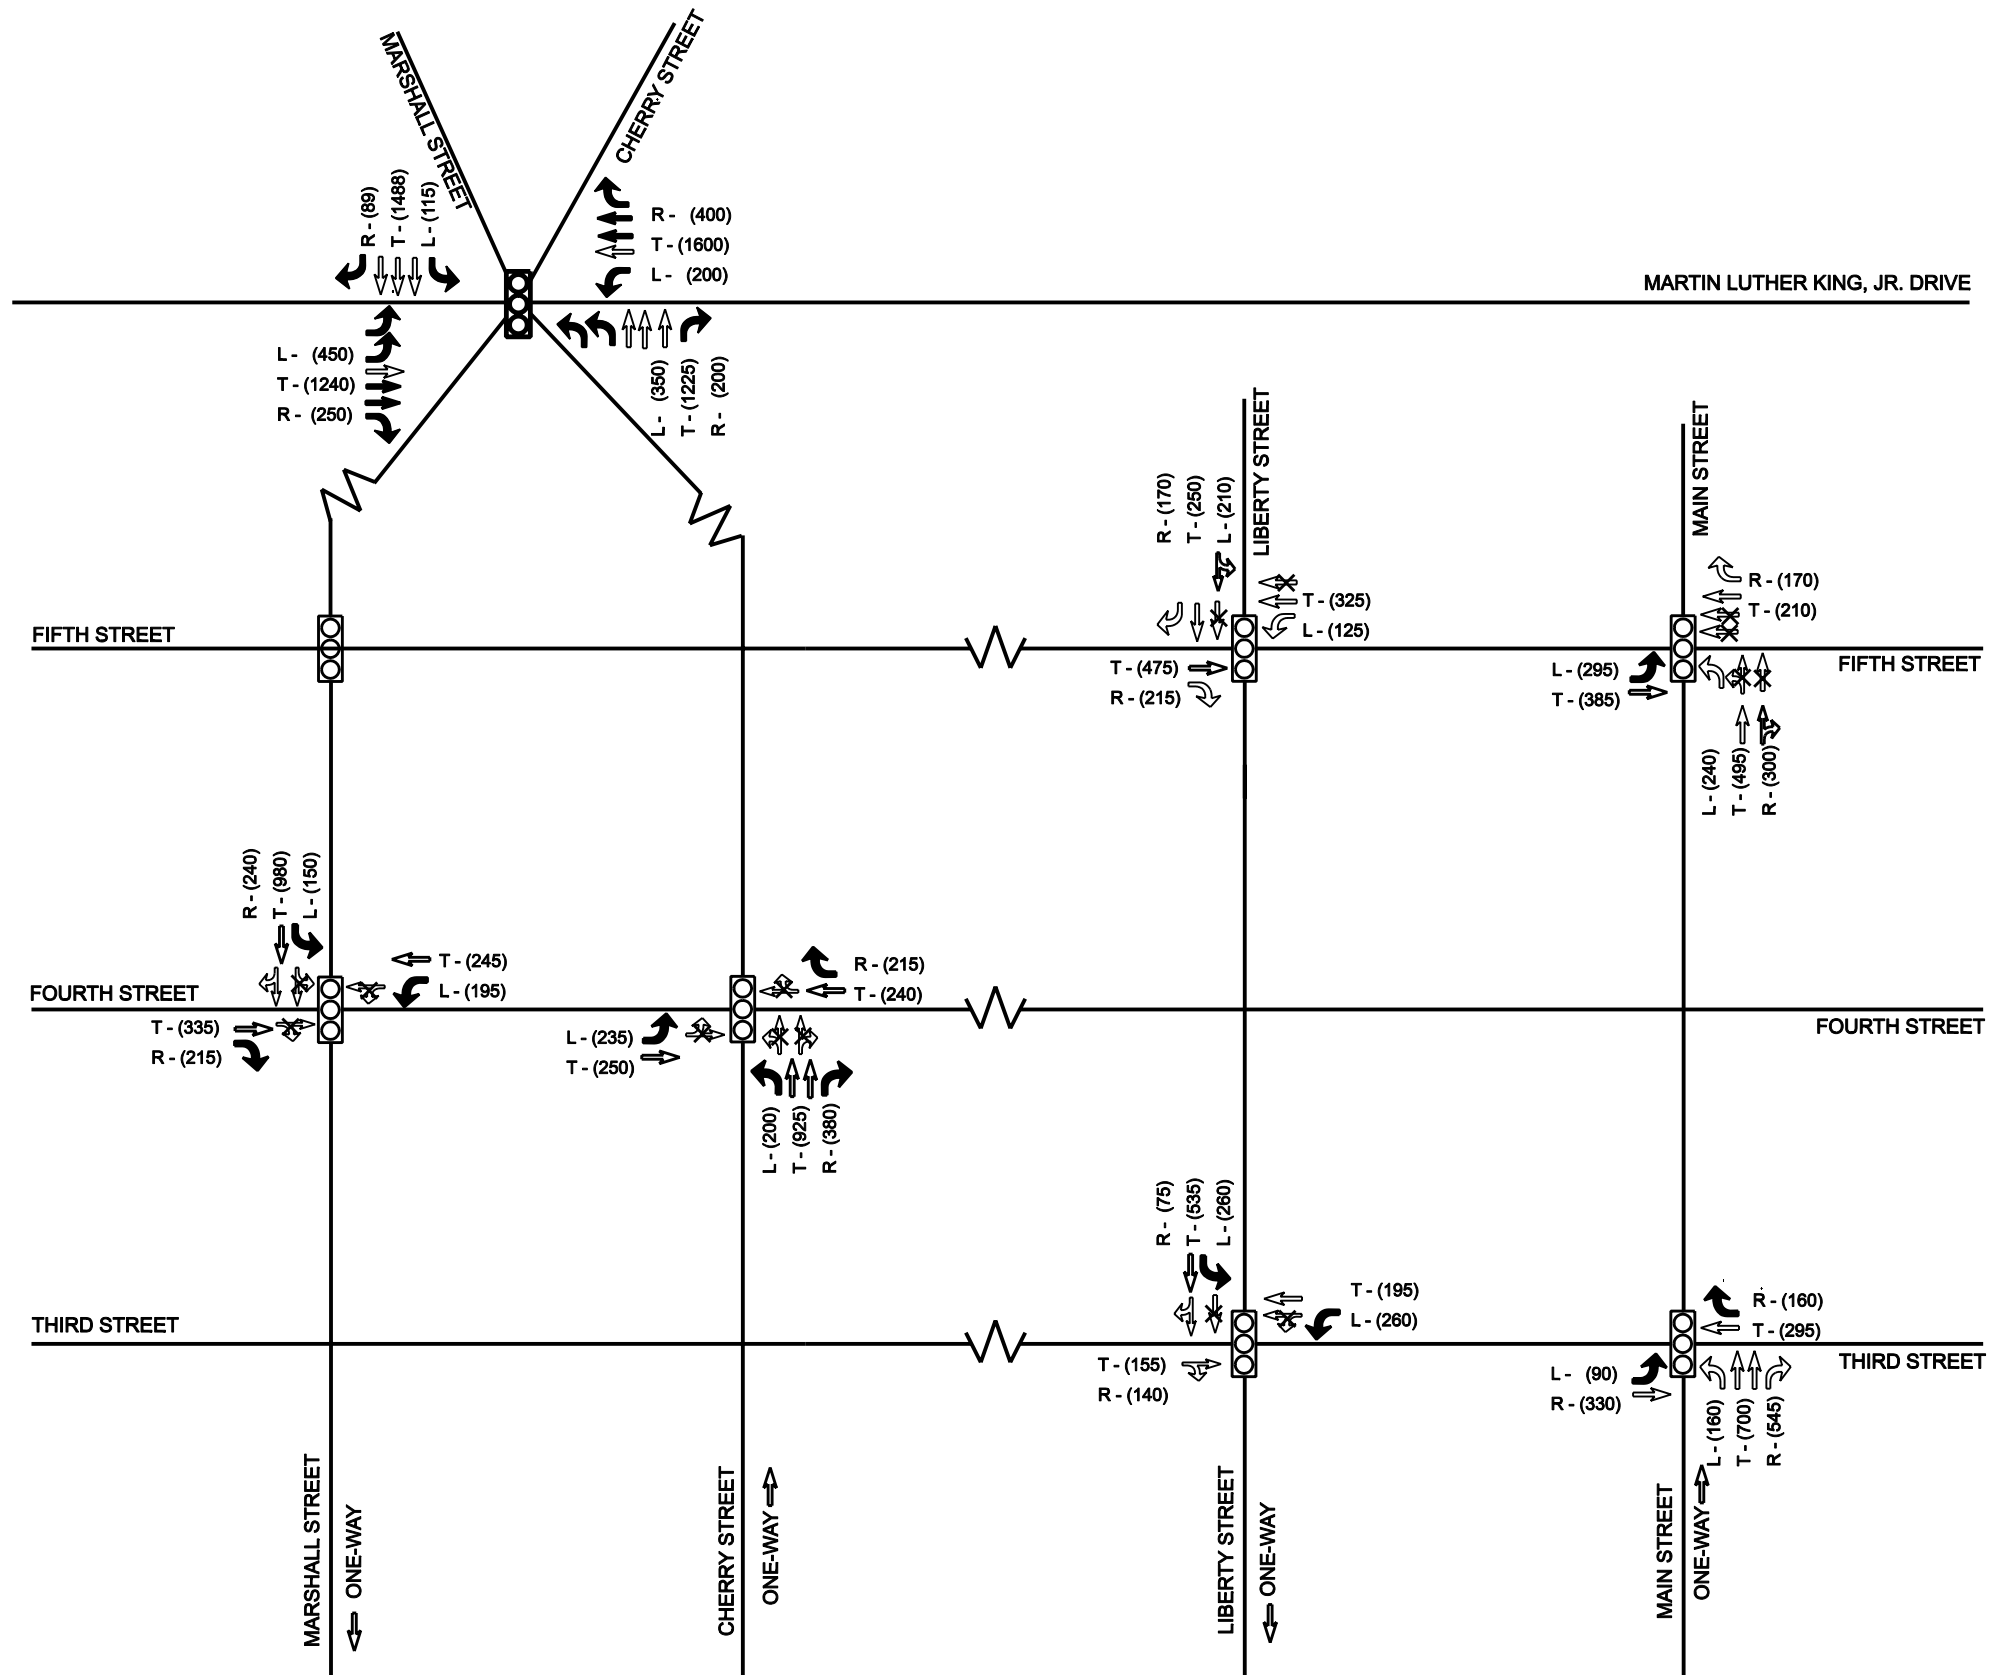 MARSHALL STREET
CHERRY STREET
R - (89)
T - (1488)
L - (115)
R - (400)
T - (1600)
L - (200)
MARTIN LUTHER KING, JR. DRIVE
L - (450)
T - (1240)
R - (250)
L - (350)
T - (1225)
R - (200)
LIBERTY STREET
MAIN STREET
R - (170)
T - (250)
L - (210)
T - (325)
L - (125)
R - (170)
T - (210)
FIFTH STREET
FIFTH STREET
T - (475)
R - (215)
L - (295)
T - (385)
L - (240)
T - (495)
R - (300)
R - (240)
T - (980)
L - (150)
T - (245)
L - (195)
R - (215)
T - (240)
FOURTH STREET
FOURTH STREET
T - (335)
R - (215)
L - (235)
T - (250)
L - (200)
T - (925)
R - (380)
R - (75)
T - (535)
L - (260)
T - (195)
L - (260)
R - (160)
T - (295)
THIRD STREET
THIRD STREET
T - (155)
R - (140)
L - (90)
R - (330)
L - (160)
T - (700)
R - (545)
MARSHALL STREET
ONE-WAY
CHERRY STREET
ONE-WAY
LIBERTY STREET
ONE-WAY
MAIN STREET
ONE-WAY